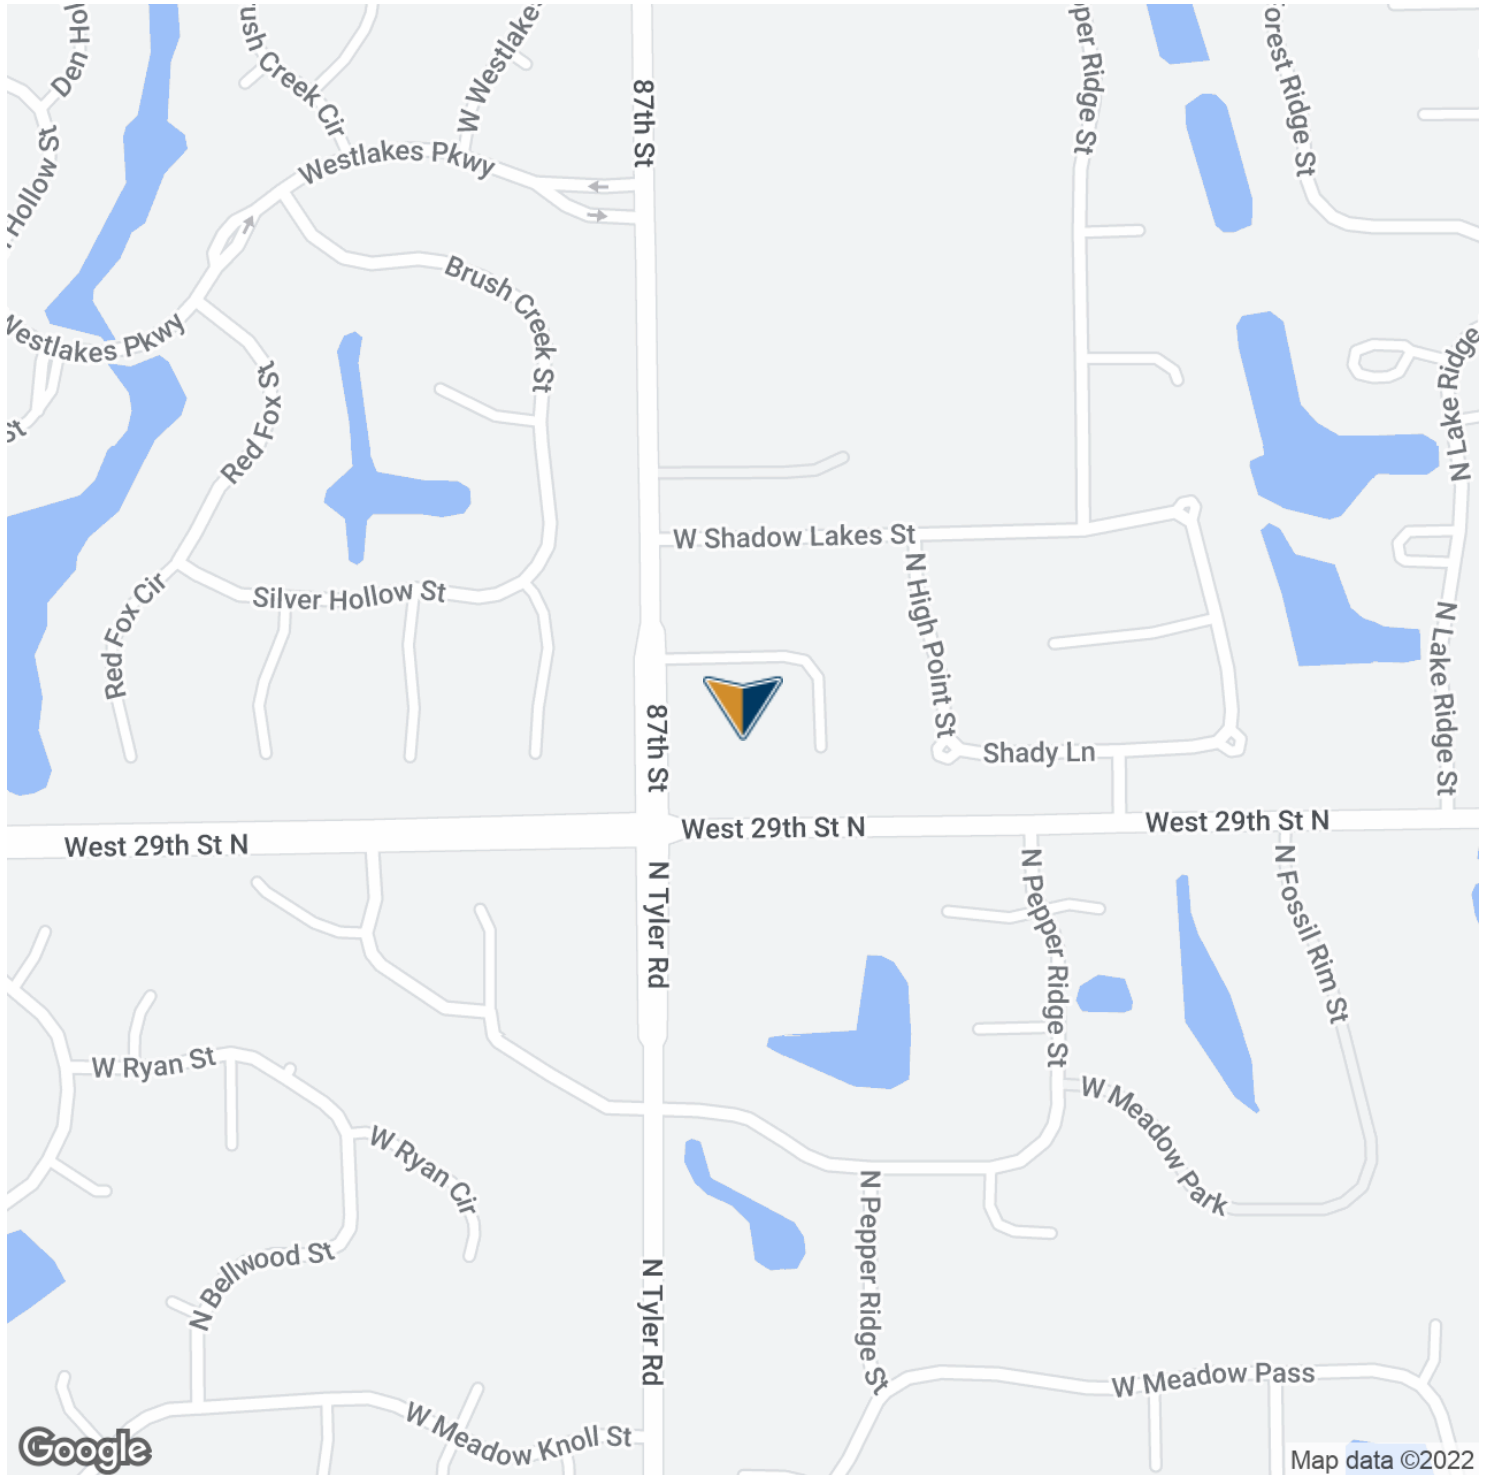 Den Ho
Hollow St
ush Creek Cir
W Westlake
Westlakes Pkwy
87th St
per Ridge St
orest Ridge St
Brush Creek St
Westlakes Pkwy
Red Fox St
St
N Lake Ridge
W Shadow Lakes St
N High Point St
Red Fox Cir
Silver Hollow St
N Lake Ridge St
87th St
Shady Ln
West 29th St N
West 29th St N
West 29th St N
N Tyler Rd
N Pepper Ridge St
N Fossil Rim St
W Ryan St
W Ryan Cir
W Meadow Park
N Bellwood St
N Pepper Ridge St
N Tyler Rd
W Meadow Pass
W Meadow Knoll St
Google
Map data ©2022